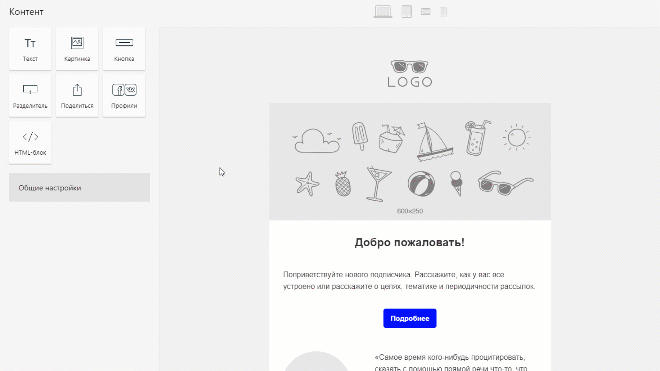 Контент
Текст
Картинка
Кнопка
Разделитель
Поделиться
Профили
HTML-блок
Общие настройки
LOGO
600×250
Добро пожаловать!
Поприветствуйте нового подписчика. Расскажите, как у вас все
устроено или расскажите о целях, тематике и периодичности рассылок.
Подробнее
«Самое время кого-нибудь процитировать,
сказать с помощью прямой речи что-то, что